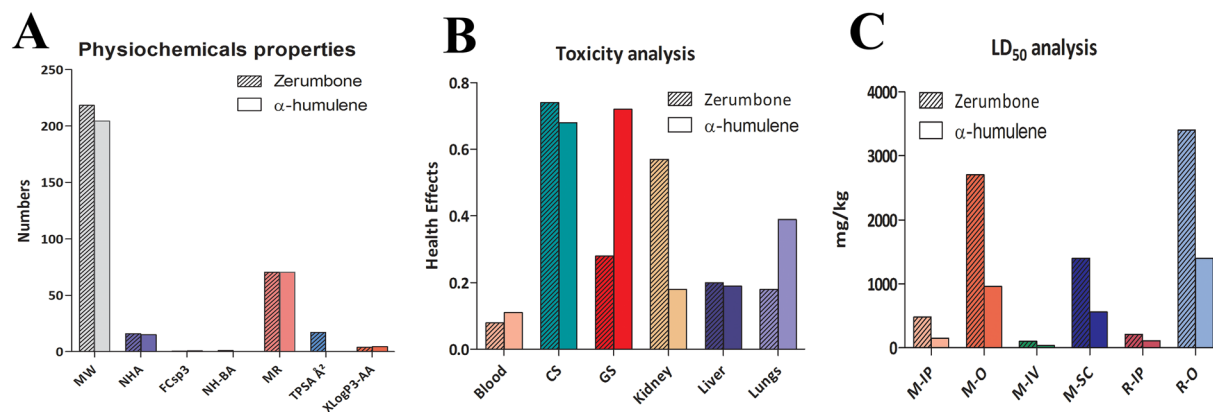 A
Physiochemicals properties
250
200
150
100
50
0
Numbers
Zerumbone
α-humulene
MW
NHA
FCsp3
NH-BA
MR
TPSA Å²
XLogP3-AA
B
Toxicity analysis
0.8
0.6
0.4
0.2
0.0
Health Effects
Zerumbone
α-humulene
Blood
CS
GS
Kidney
Liver
Lungs
C
LD50 analysis
4000
3000
2000
1000
0
mg/kg
Zerumbone
α-humulene
M-IP
M-O
M-IV
M-SC
R-IP
R-O